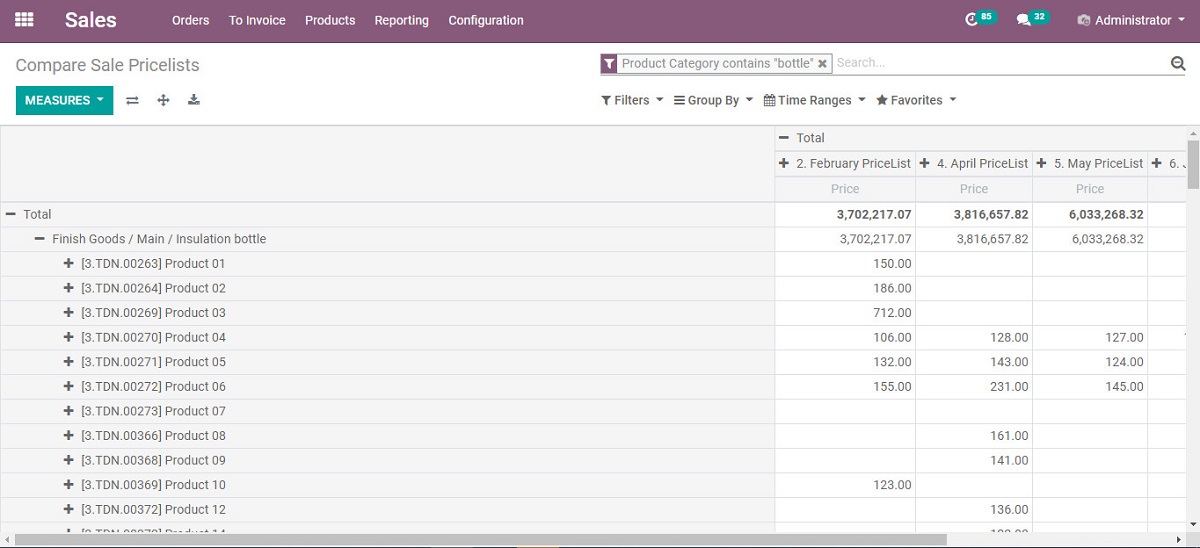 Sales Orders To Invoice Products Reporting Configuration 85 32 Administrator
Compare Sale Pricelists
Product Category contains "bottle" Search...
MEASURES Filters Group By Time Ranges Favorites
Total
2. February PriceList 4. April PriceList 5. May PriceList 6.
Price Price Price
Total 3,702,217.07 3,816,657.82 6,033,268.32
Finish Goods / Main / Insulation bottle 3,702,217.07 3,816,657.82 6,033,268.32
[3.TDN.00263] Product 01 150.00
[3.TDN.00264] Product 02 186.00
[3.TDN.00269] Product 03 712.00
[3.TDN.00270] Product 04 106.00 128.00 127.00
[3.TDN.00271] Product 05 132.00 143.00 124.00
[3.TDN.00272] Product 06 155.00 231.00 145.00
[3.TDN.00273] Product 07
[3.TDN.00366] Product 08 161.00
[3.TDN.00368] Product 09 141.00
[3.TDN.00369] Product 10 123.00
[3.TDN.00372] Product 12 136.00